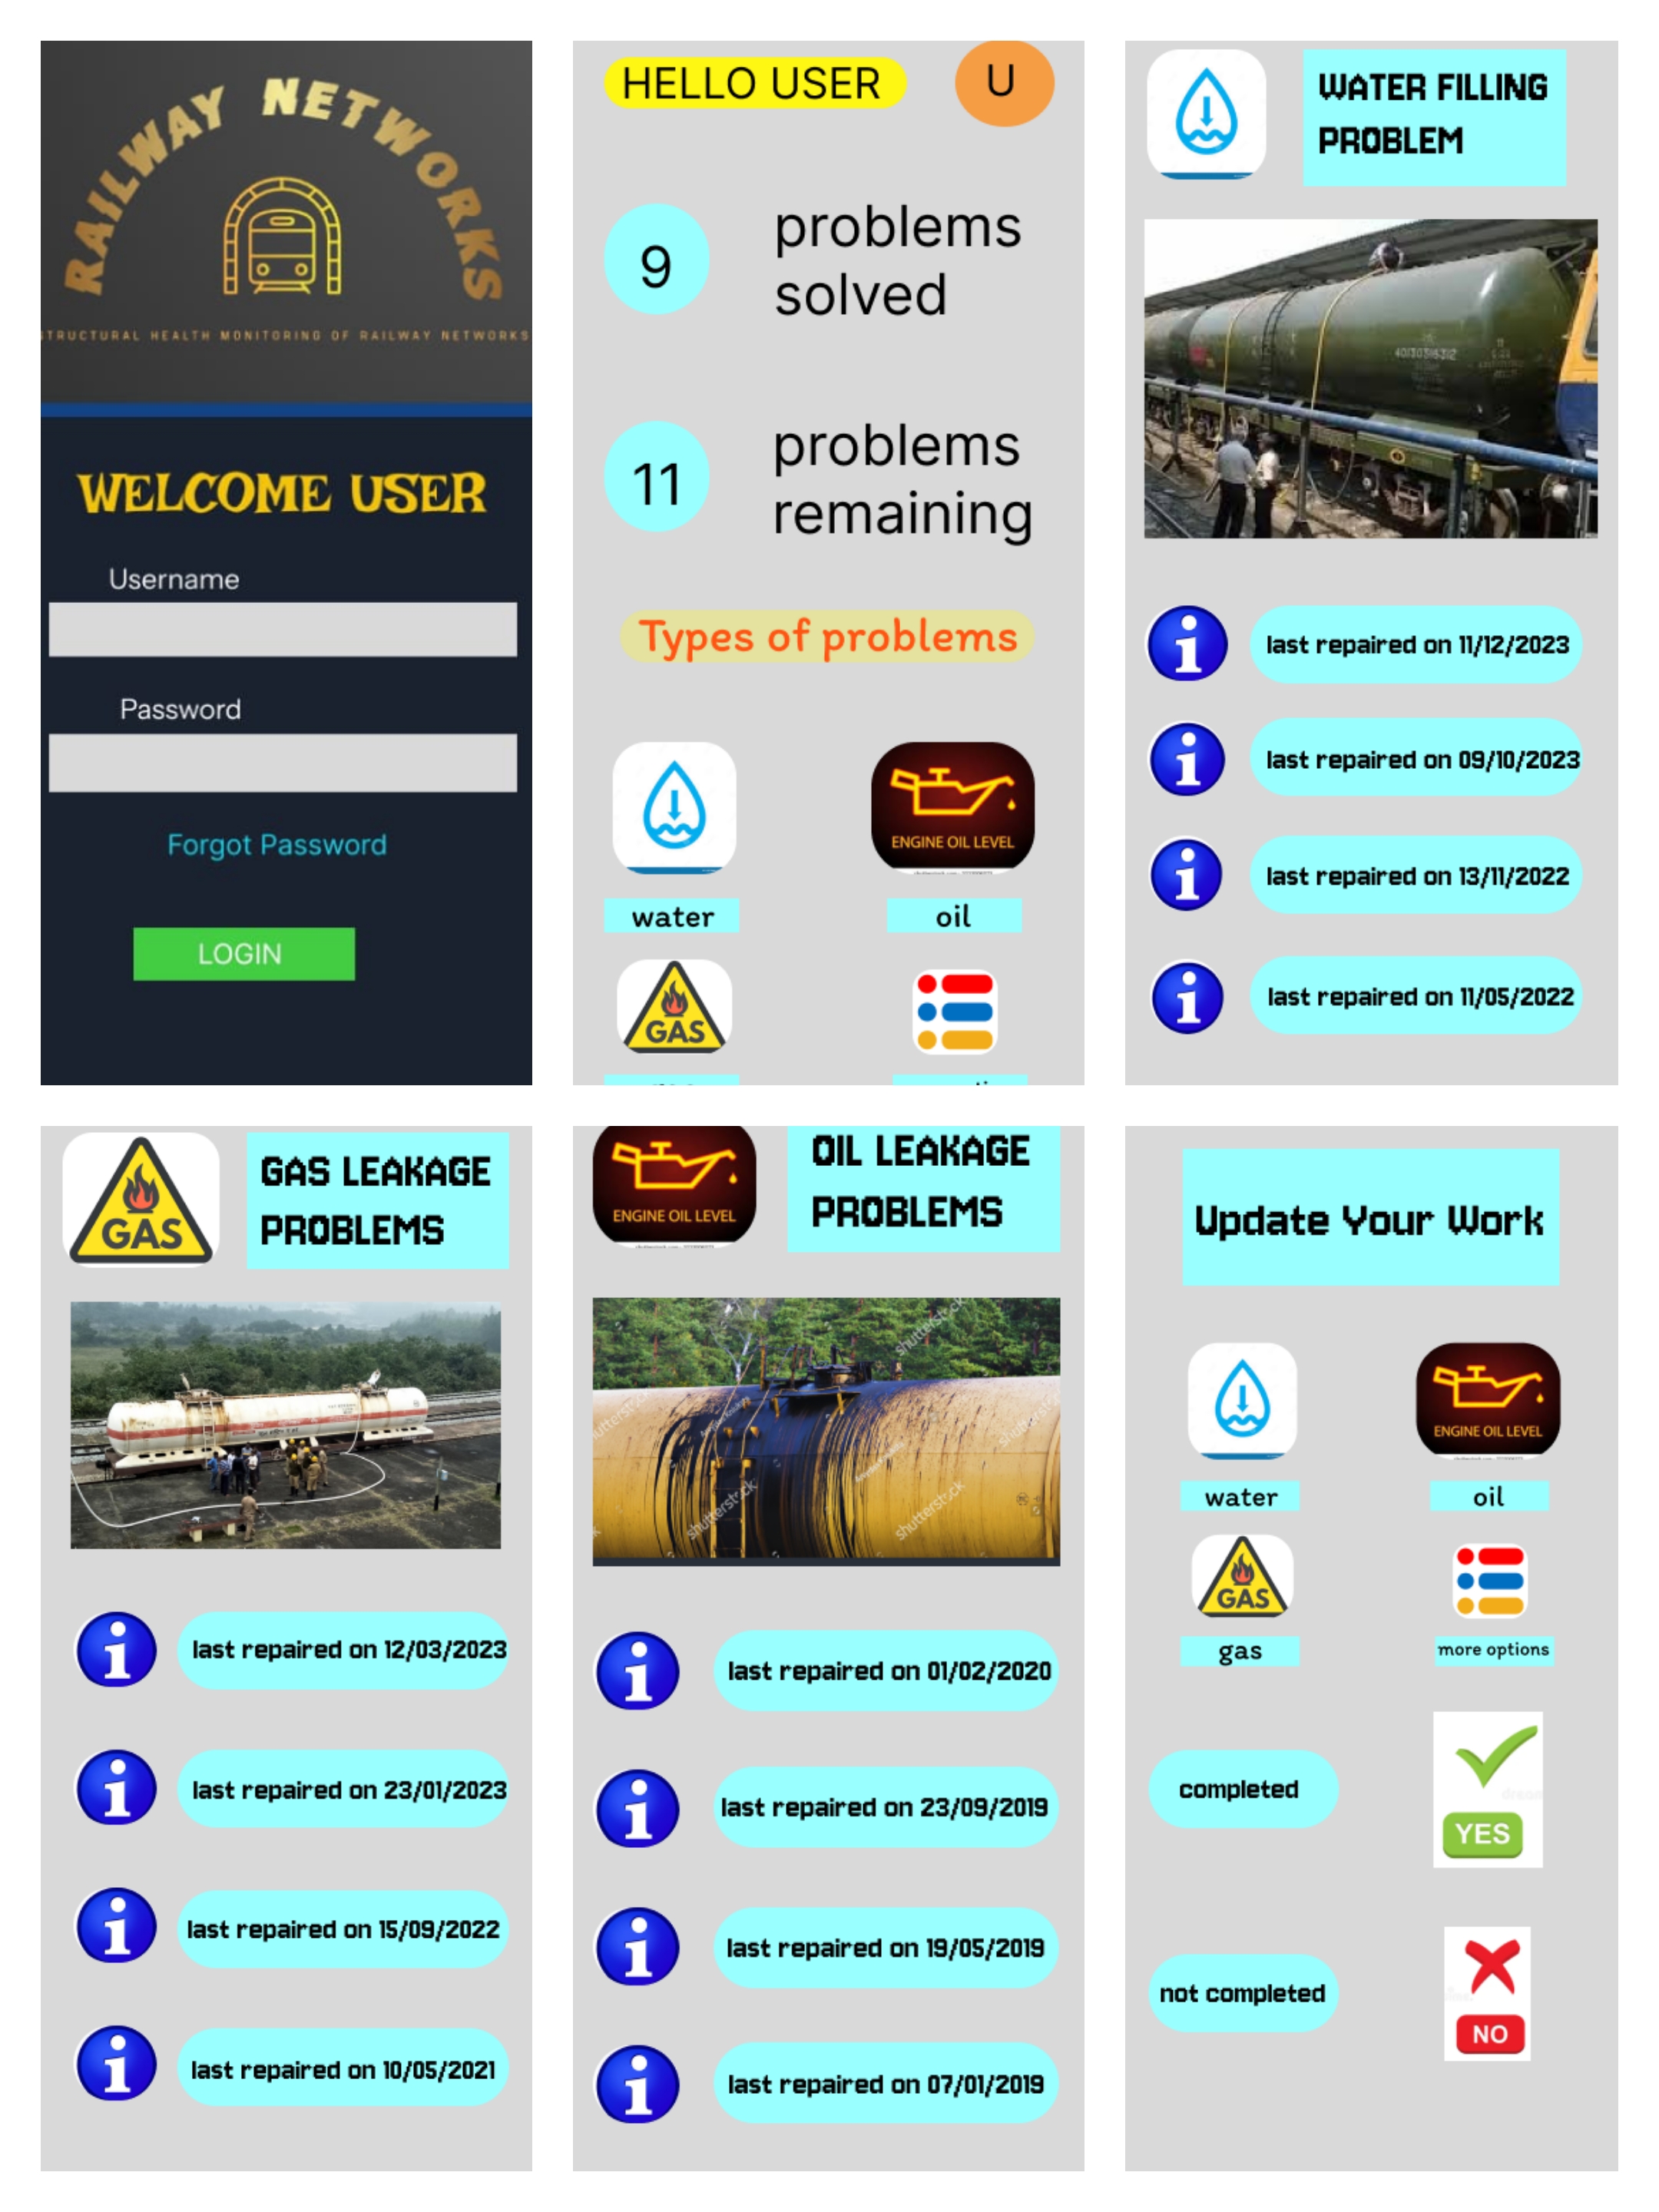 RAILWAY NETWORKS
STRUCTURAL HEALTH MONITORING OF RAILWAY NETWORKS
WELCOME USER
Username
Password
Forgot Password
LOGIN
HELLO USER
U
9
problems
solved
11
problems
remaining
Types of problems
ENGINE OIL LEVEL
water
oil
GAS
WATER FILLING
PROBLEM
40130316312
last repaired on 11/12/2023
last repaired on 09/10/2023
last repaired on 13/11/2022
last repaired on 11/05/2022
GAS
GAS LEAKAGE
PROBLEMS
last repaired on 12/03/2023
last repaired on 23/01/2023
last repaired on 15/09/2022
last repaired on 10/05/2021
ENGINE OIL LEVEL
OIL LEAKAGE
PROBLEMS
shutterstock
shutterstock
shutterstock
last repaired on 01/02/2020
last repaired on 23/09/2019
last repaired on 19/05/2019
last repaired on 07/01/2019
Update Your Work
ENGINE OIL LEVEL
water
oil
GAS
gas
more options
completed
YES
not completed
NO